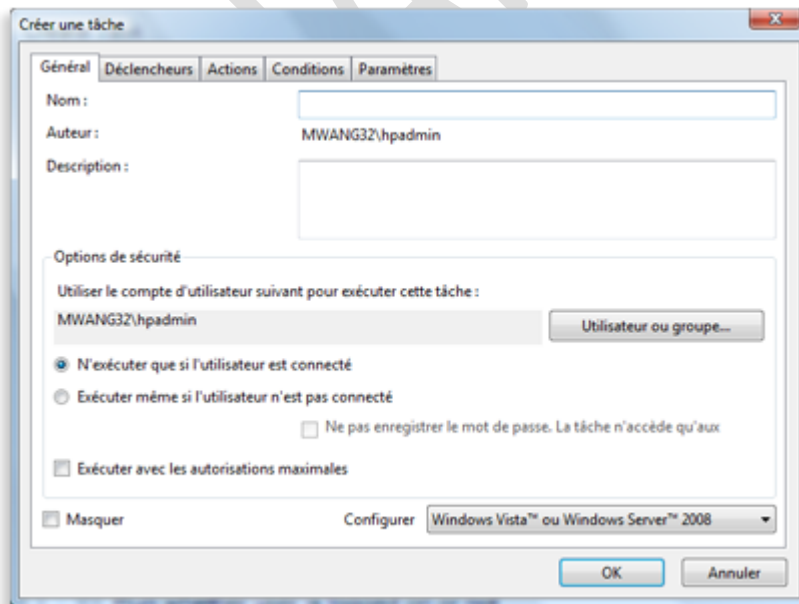 Créer une tâche
Général Déclencheurs Actions Conditions Paramètres
Nom :
Auteur : MWANG32\hpadmin
Description :
Options de sécurité
Utiliser le compte d'utilisateur suivant pour exécuter cette tâche :
MWANG32\hpadmin
Utilisateur ou groupe...
N'exécuter que si l'utilisateur est connecté
Exécuter même si l'utilisateur n'est pas connecté
Ne pas enregistrer le mot de passe. La tâche n'accède qu'aux
Exécuter avec les autorisations maximales
Masquer Configurer Windows Vista™ ou Windows Server™ 2008
OK Annuler